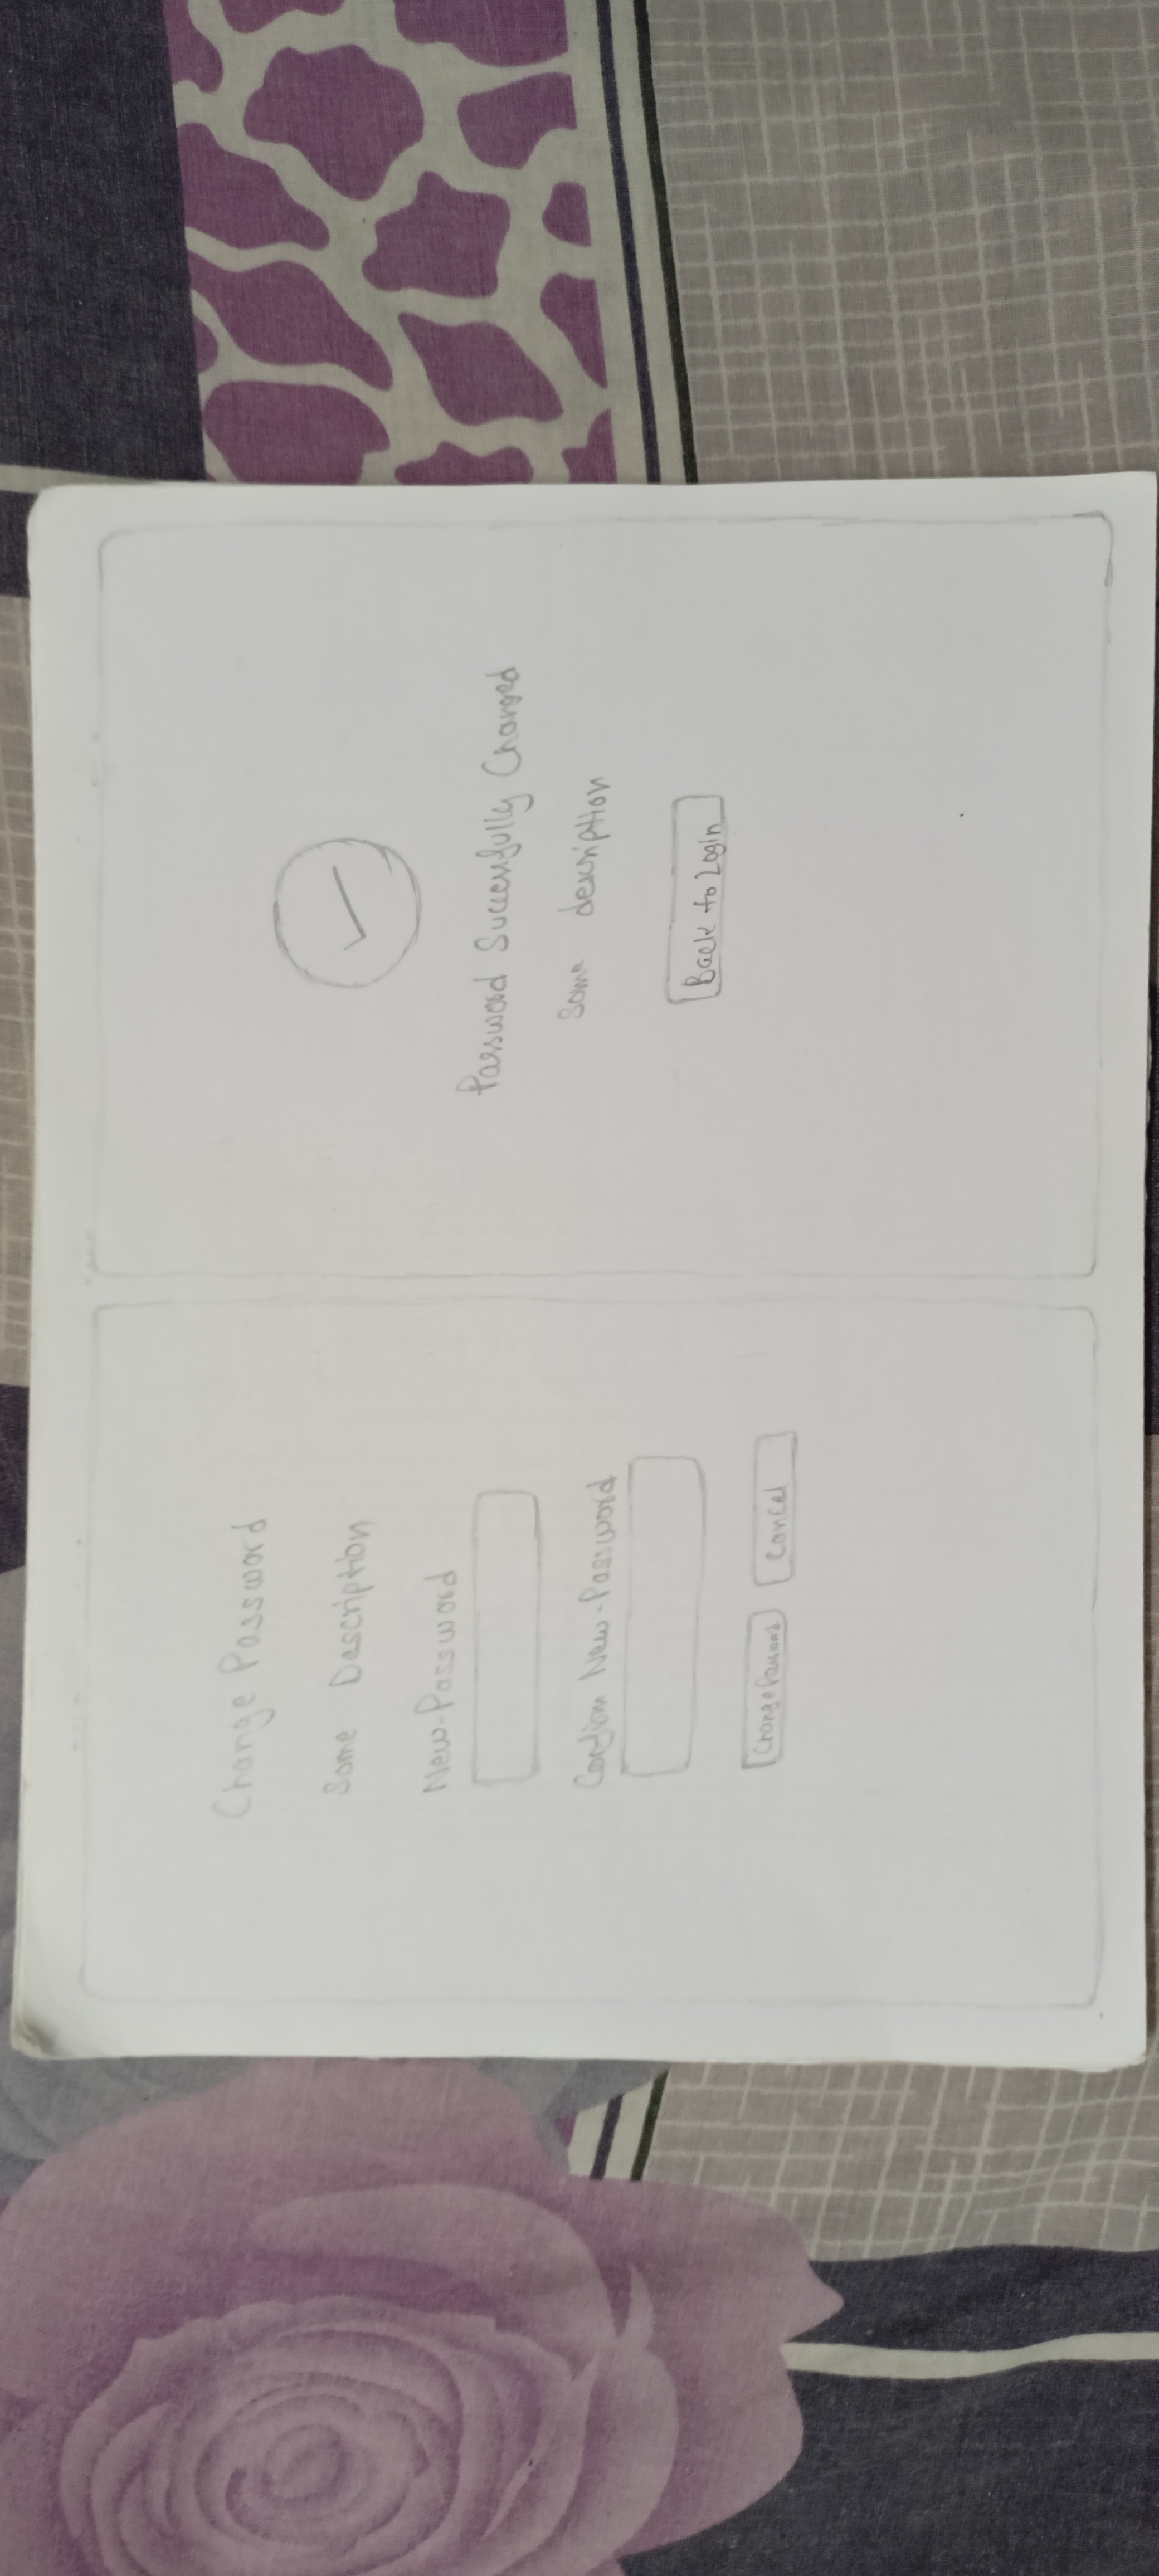 Change Password
Some Description
New-Password
Confirm New-Password
Change Password
Cancel
Password Successfully Changed
Some description
Back to Login